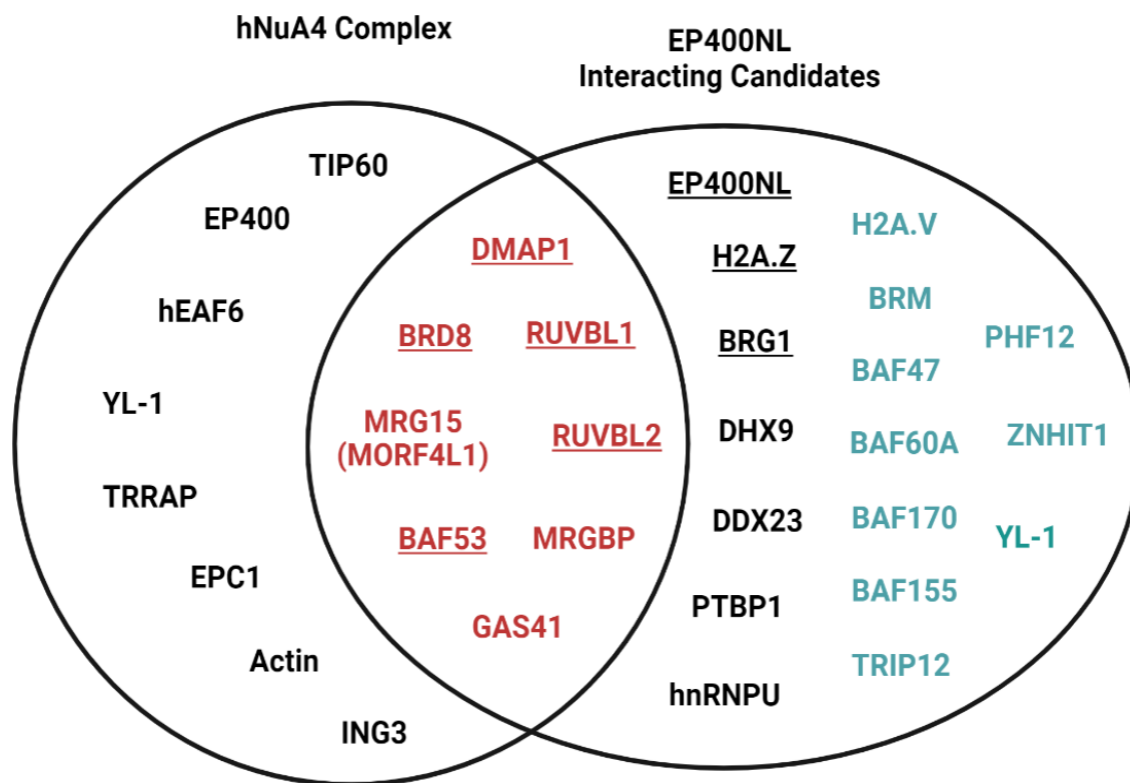 hNuA4 Complex
EP400NL
Interacting Candidates
TIP60
EP400
hEAF6
YL-1
TRRAP
EPC1
Actin
ING3
DMAP1
BRD8
RUVBL1
MRG15
(MORF4L1)
RUVBL2
BAF53
MRGBP
GAS41
EP400NL
H2A.Z
BRG1
DHX9
DDX23
PTBP1
hnRNPU
H2A.V
BRM
BAF47
BAF60A
BAF170
BAF155
TRIP12
PHF12
ZNHIT1
YL-1